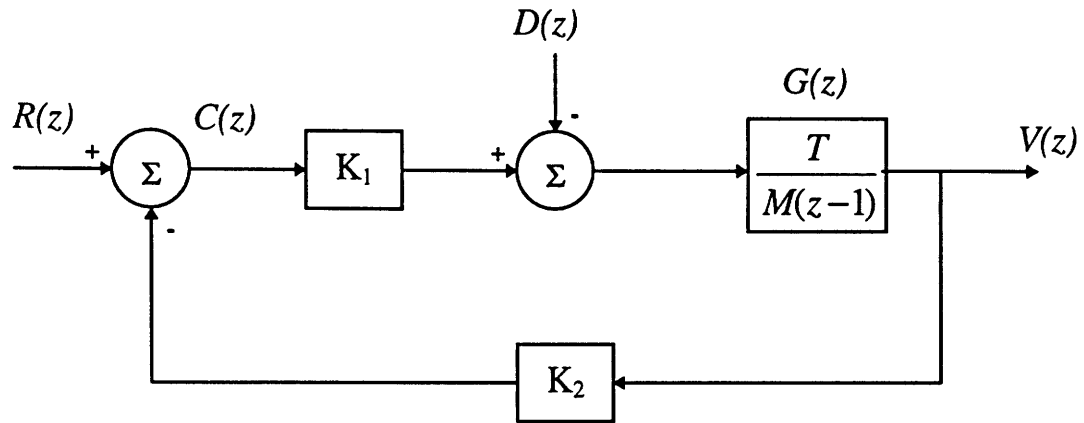 D(z)
G(z)
R(z)
C(z)
V(z)
+
-
Σ
K₁
+
Σ
T
M(z-1)
-
K₂